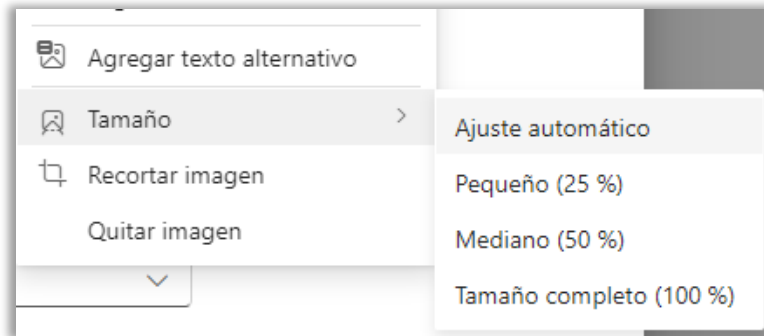 Agregar texto alternativo
Tamaño
Recortar imagen
Quitar imagen
Ajuste automático
Pequeño (25 %)
Mediano (50 %)
Tamaño completo (100 %)